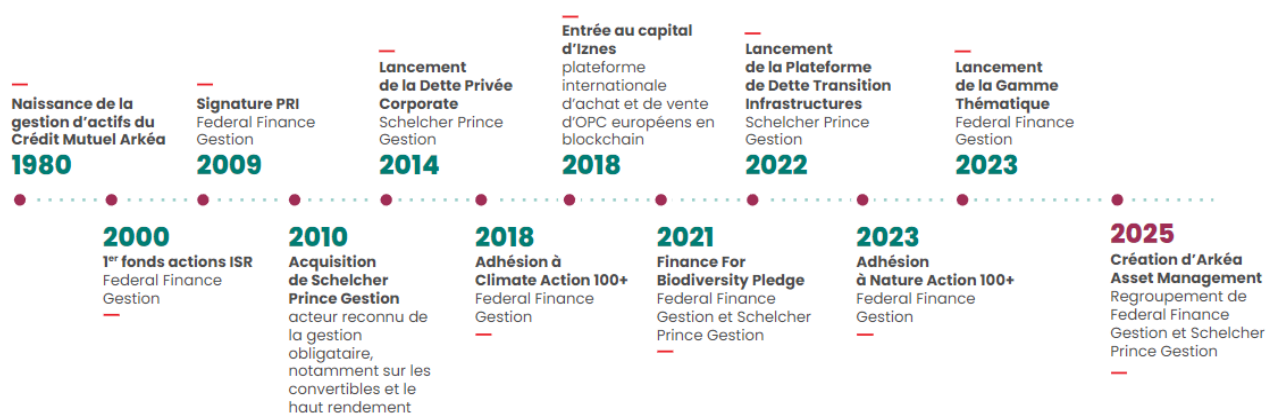 Naissance de la
gestion d'actifs du
Crédit Mutuel Arkéa
1980
2000
1er fonds actions ISR
Federal Finance
Gestion
Signature PRI
Federal Finance
Gestion
2009
2010
Acquisition
de Schelcher
Prince Gestion
acteur reconnu de
la gestion
obligataire,
notamment sur les
convertibles et le
haut rendement
Lancement
de la Dette Privée
Corporate
Schelcher Prince
Gestion
2014
2018
Adhésion à
Climate Action 100+
Federal Finance
Gestion
Entrée au capital
d'Iznes
plateforme
internationale
d'achat et de vente
d'OPC européens en
blockchain
2018
2021
Finance For
Biodiversity Pledge
Federal Finance
Gestion et Schelcher
Prince Gestion
Lancement
de la Plateforme
de Dette Transition
Infrastructures
Schelcher Prince
Gestion
2022
2023
Adhésion
à Nature Action 100+
Federal Finance
Gestion
Lancement
de la Gamme
Thématique
Federal Finance
Gestion
2023
2025
Création d'Arkéa
Asset Management
Regroupement de
Federal Finance
Gestion et Schelcher
Prince Gestion